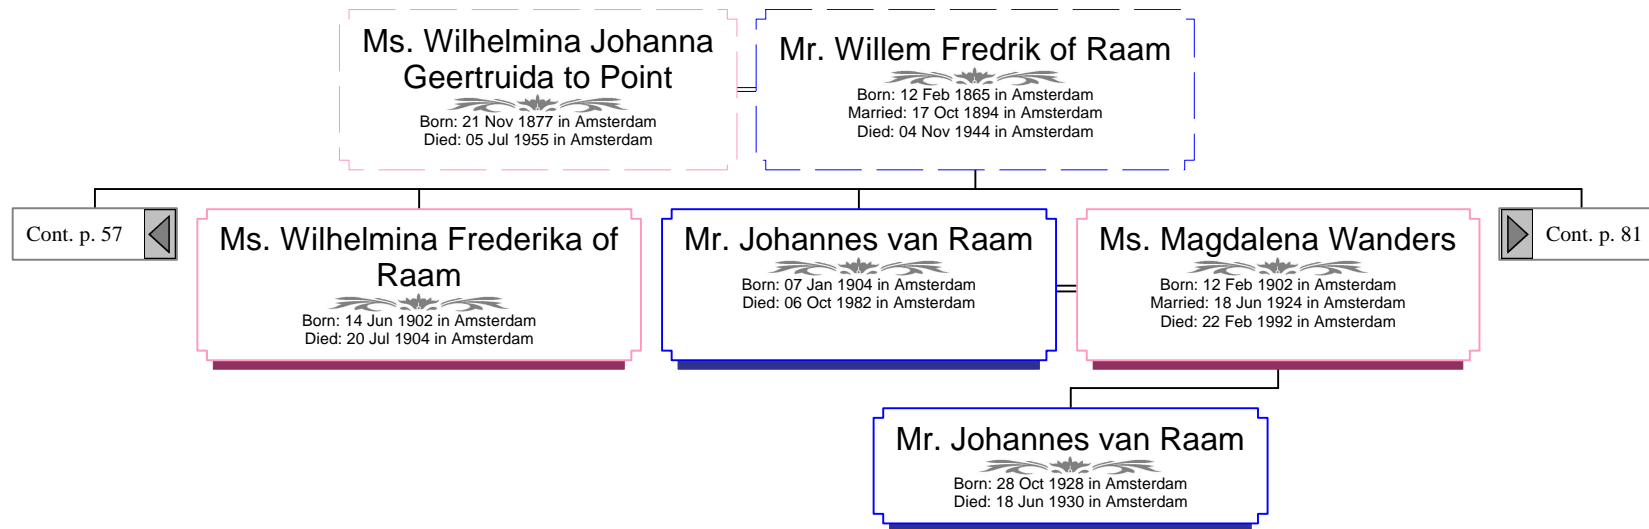 Ms. Wilhelmina Johanna
Geertruida to Point
Born: 21 Nov 1877 in Amsterdam
Died: 05 Jul 1955 in Amsterdam
Mr. Willem Fredrik of Raam
Born: 12 Feb 1865 in Amsterdam
Married: 17 Oct 1894 in Amsterdam
Died: 04 Nov 1944 in Amsterdam
Cont. p. 57
Ms. Wilhelmina Frederika of
Raam
Born: 14 Jun 1902 in Amsterdam
Died: 20 Jul 1904 in Amsterdam
Mr. Johannes van Raam
Born: 07 Jan 1904 in Amsterdam
Died: 06 Oct 1982 in Amsterdam
Ms. Magdalena Wanders
Born: 12 Feb 1902 in Amsterdam
Married: 18 Jun 1924 in Amsterdam
Died: 22 Feb 1992 in Amsterdam
Cont. p. 81
Mr. Johannes van Raam
Born: 28 Oct 1928 in Amsterdam
Died: 18 Jun 1930 in Amsterdam